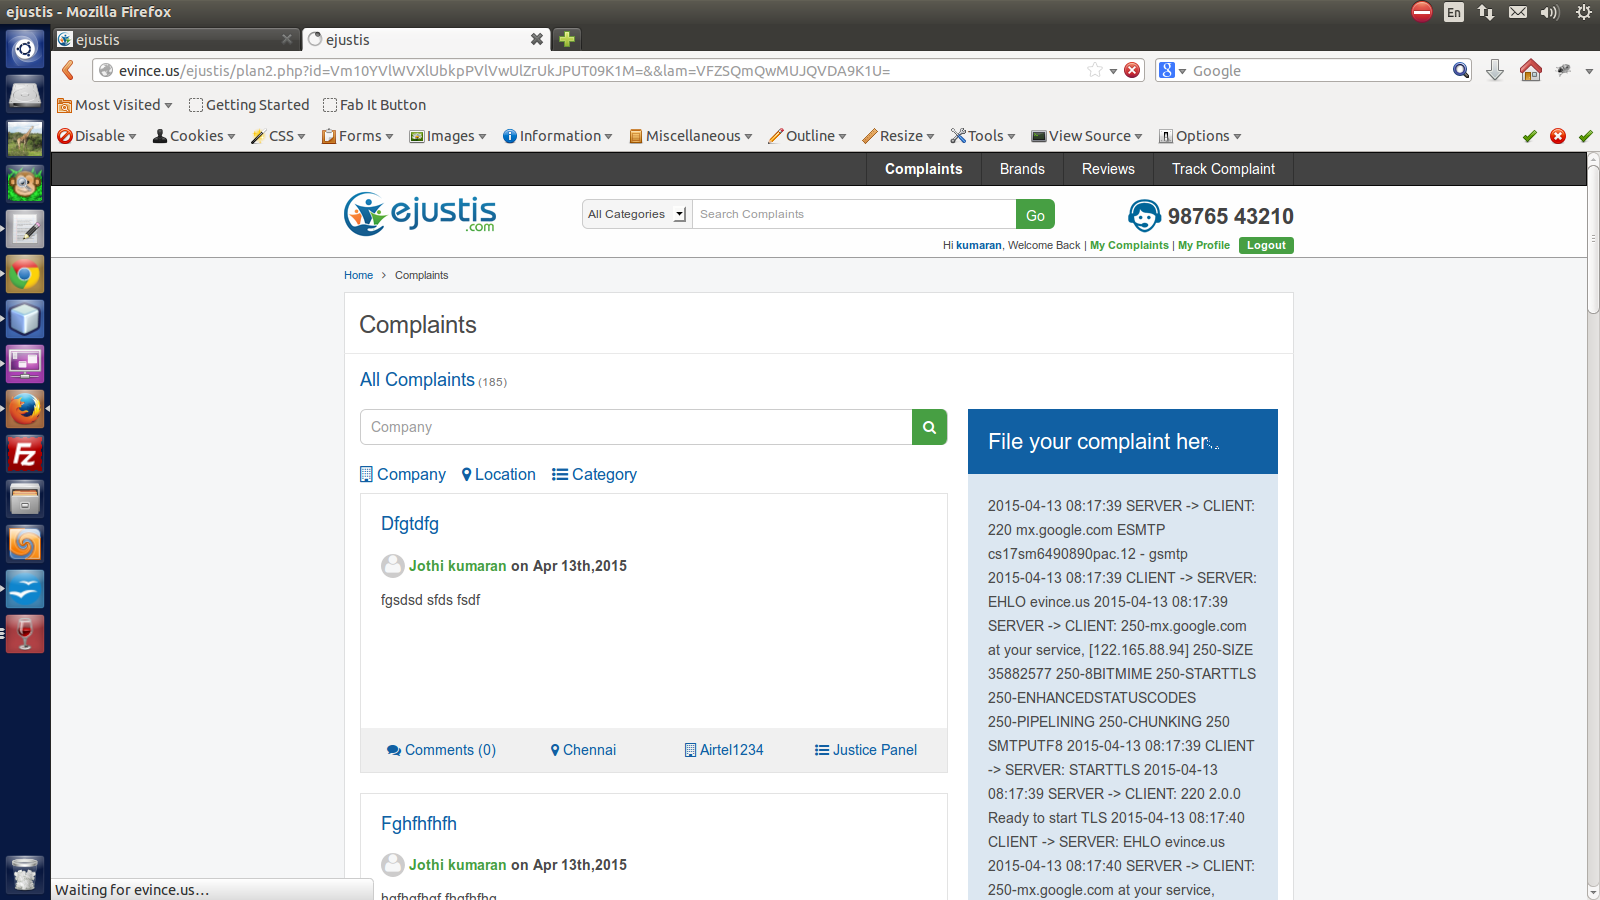 ejustis - Mozilla Firefox
En
ejustis
ejustis
evince.us/ejustis/plan2.php?id=Vm10YVlWVXlUbkpPVlVwUlZrUkJPUT09K1M=&&lam=VFZSQmQwMUJQVDA9K1U=
Google
Most Visited
Getting Started
Fab It Button
Disable
Cookies
CSS
Forms
Images
Information
Miscellaneous
Outline
Resize
Tools
View Source
Options
Complaints
Brands
Reviews
Track Complaint
ejustis
.com
All Categories
Search Complaints
Go
98765 43210
Hi kumaran, Welcome Back | My Complaints | My Profile
Logout
Home > Complaints
Complaints
All Complaints (185)
Company
Company
Location
Category
Dfgtdfg
Jothi kumaran on Apr 13th,2015
fgsdsd sfds fsdf
Comments (0)
Chennai
Airtel1234
Justice Panel
Fghfhfhfh
Jothi kumaran on Apr 13th,2015
File your complaint her
2015-04-13 08:17:39 SERVER -> CLIENT:
220 mx.google.com ESMTP
cs17sm6490890pac.12 - gsmtp
2015-04-13 08:17:39 CLIENT -> SERVER:
EHLO evince.us 2015-04-13 08:17:39
SERVER -> CLIENT: 250-mx.google.com
at your service, [122.165.88.94] 250-SIZE
35882577 250-8BITMIME 250-STARTTLS
250-ENHANCEDSTATUSCODES
250-PIPELINING 250-CHUNKING 250
SMTPUTF8 2015-04-13 08:17:39 CLIENT
-> SERVER: STARTTLS 2015-04-13
08:17:39 SERVER -> CLIENT: 220 2.0.0
Ready to start TLS 2015-04-13 08:17:40
CLIENT -> SERVER: EHLO evince.us
2015-04-13 08:17:40 SERVER -> CLIENT:
250-mx.google.com at your service,
Fz
Waiting for evince.us...